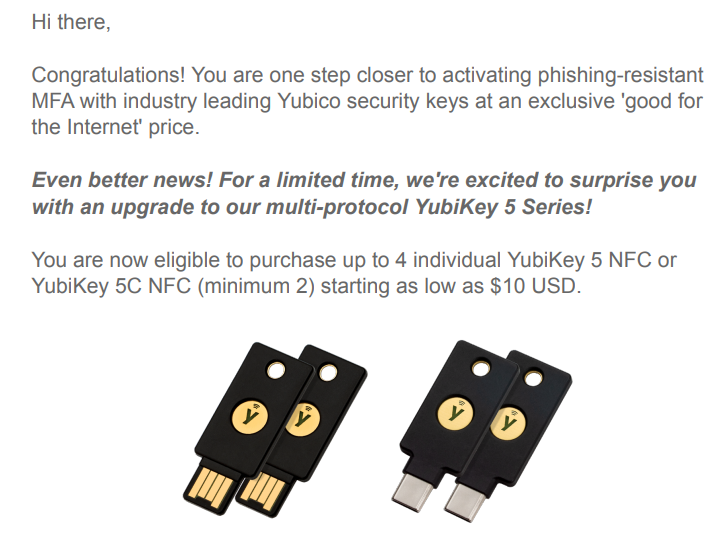 Hi there,
Congratulations! You are one step closer to activating phishing-resistant
MFA with industry leading Yubico security keys at an exclusive 'good for
the Internet' price.
Even better news! For a limited time, we're excited to surprise you
with an upgrade to our multi-protocol YubiKey 5 Series!
You are now eligible to purchase up to 4 individual YubiKey 5 NFC or
YubiKey 5C NFC (minimum 2) starting as low as $10 USD.
y
y
y
y